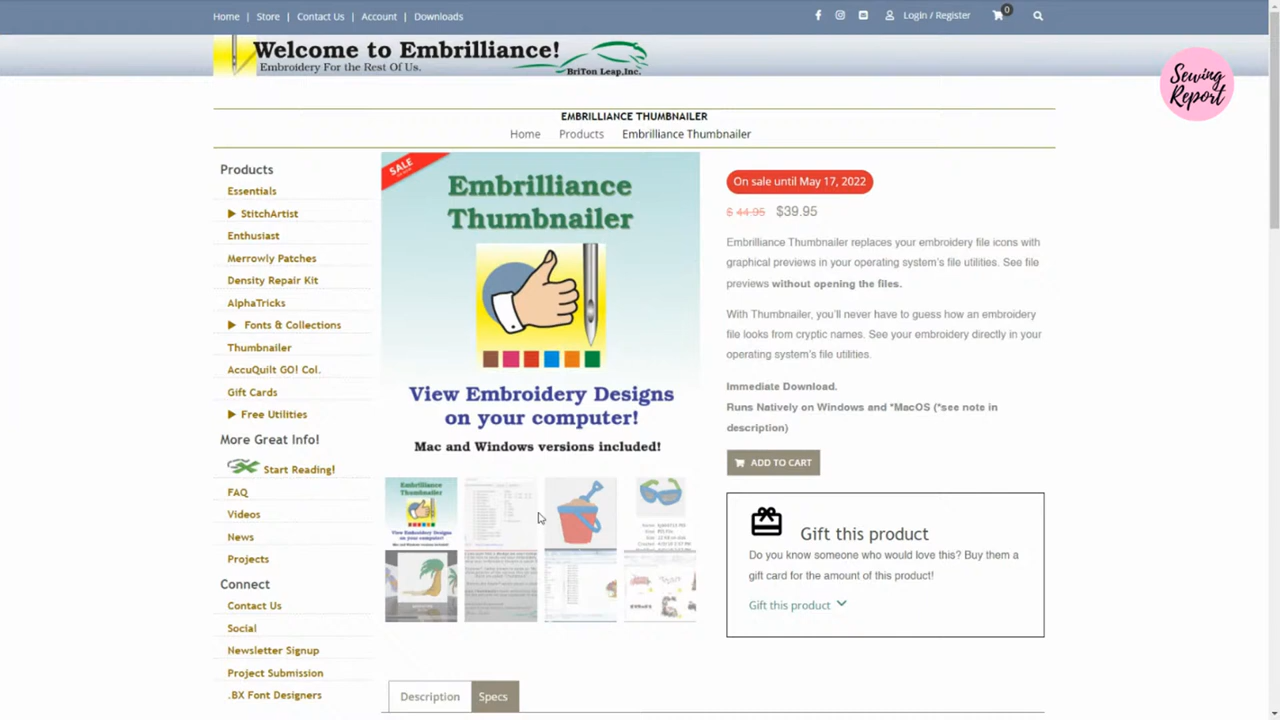 Home | Store | Contact Us | Account | Downloads
Login / Register
0
Welcome to Embrilliance!
Embroidery For the Rest Of Us.
BriTon Leap, Inc.
Sewing
Report
EMBRILLIANCE THUMBNAILER
Home Products Embrilliance Thumbnailer
Products
Essentials
StitchArtist
Enthusiast
Merrowly Patches
Density Repair Kit
AlphaTricks
Fonts & Collections
Thumbnailer
AccuQuilt GO! Col.
Gift Cards
Free Utilities
More Great Info!
Start Reading!
FAQ
Videos
News
Projects
Connect
Contact Us
Social
Newsletter Signup
Project Submission
.BX Font Designers
SALE
Embrilliance
Thumbnailer
View Embroidery Designs
on your computer!
Mac and Windows versions included!
Embrilliance
Thumbnailer
View Embroidery Designs
on your computer!
On sale until May 17, 2022
$ 44.95 $39.95
Embrilliance Thumbnailer replaces your embroidery file icons with
graphical previews in your operating system's file utilities. See file
previews without opening the files.
With Thumbnailer, you'll never have to guess how an embroidery
file looks from cryptic names. See your embroidery directly in your
operating system's file utilities.
Immediate Download.
Runs Natively on Windows and *MacOS (*see note in
description)
ADD TO CART
Gift this product
Do you know someone who would love this? Buy them a
gift card for the amount of this product!
Gift this product
Description Specs